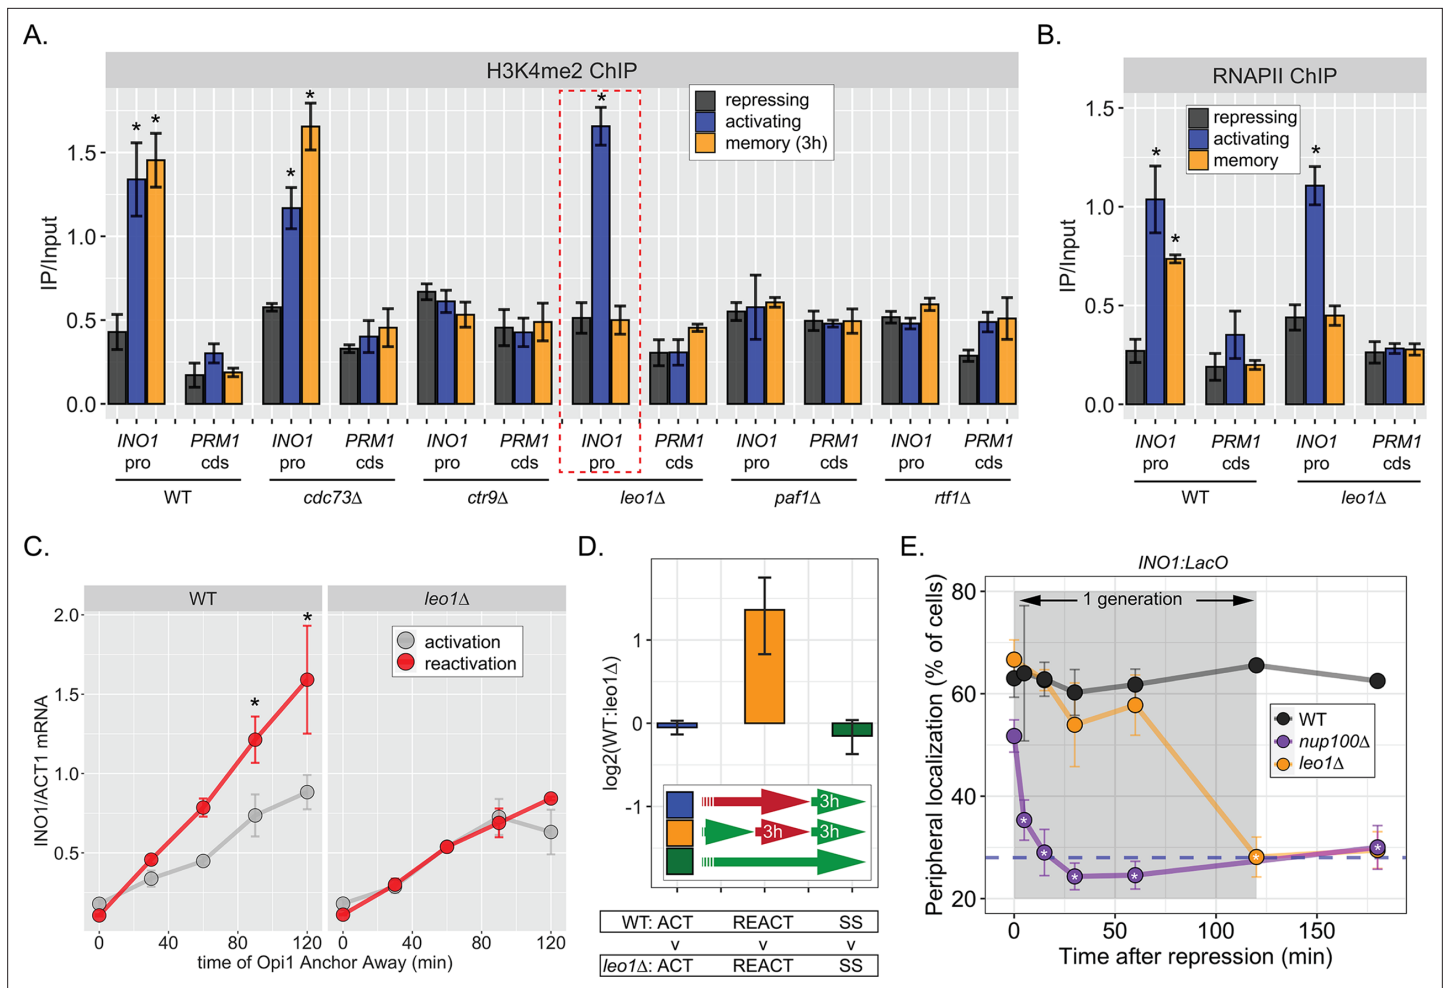 A.
H3K4me2 ChIP
repressing
activating
memory (3h)
IP/Input
1.5
1.0
0.5
0.0
* * * * *
INO1 PRM1 INO1 PRM1 INO1 PRM1 INO1 PRM1 INO1 PRM1 INO1 PRM1
pro cds pro cds pro cds pro cds pro cds pro cds
WT cdc73Δ ctr9Δ leo1Δ paf1Δ rtf1Δ
B.
RNAPII ChIP
repressing
activating
memory
IP/Input
1.5
1.0
0.5
0.0
* * *
INO1 PRM1 INO1 PRM1
pro cds pro cds
WT leo1Δ
C.
WT leo1Δ
activation
reactivation
INO1/ACT1 mRNA
2.0
1.5
1.0
0.5
* *
0 40 80 120 0 40 80 120
time of Opi1 Anchor Away (min)
D.
log2(WT:leo1Δ)
1
0
-1
3h
3h 3h
WT: ACT REACT SS
v v v
leo1Δ: ACT REACT SS
E.
INO1:LacO
1 generation
Peripheral localization (% of cells)
80
60
40
20
WT
nup100Δ
leo1Δ
* * * * * *
0 50 100 150
Time after repression (min)